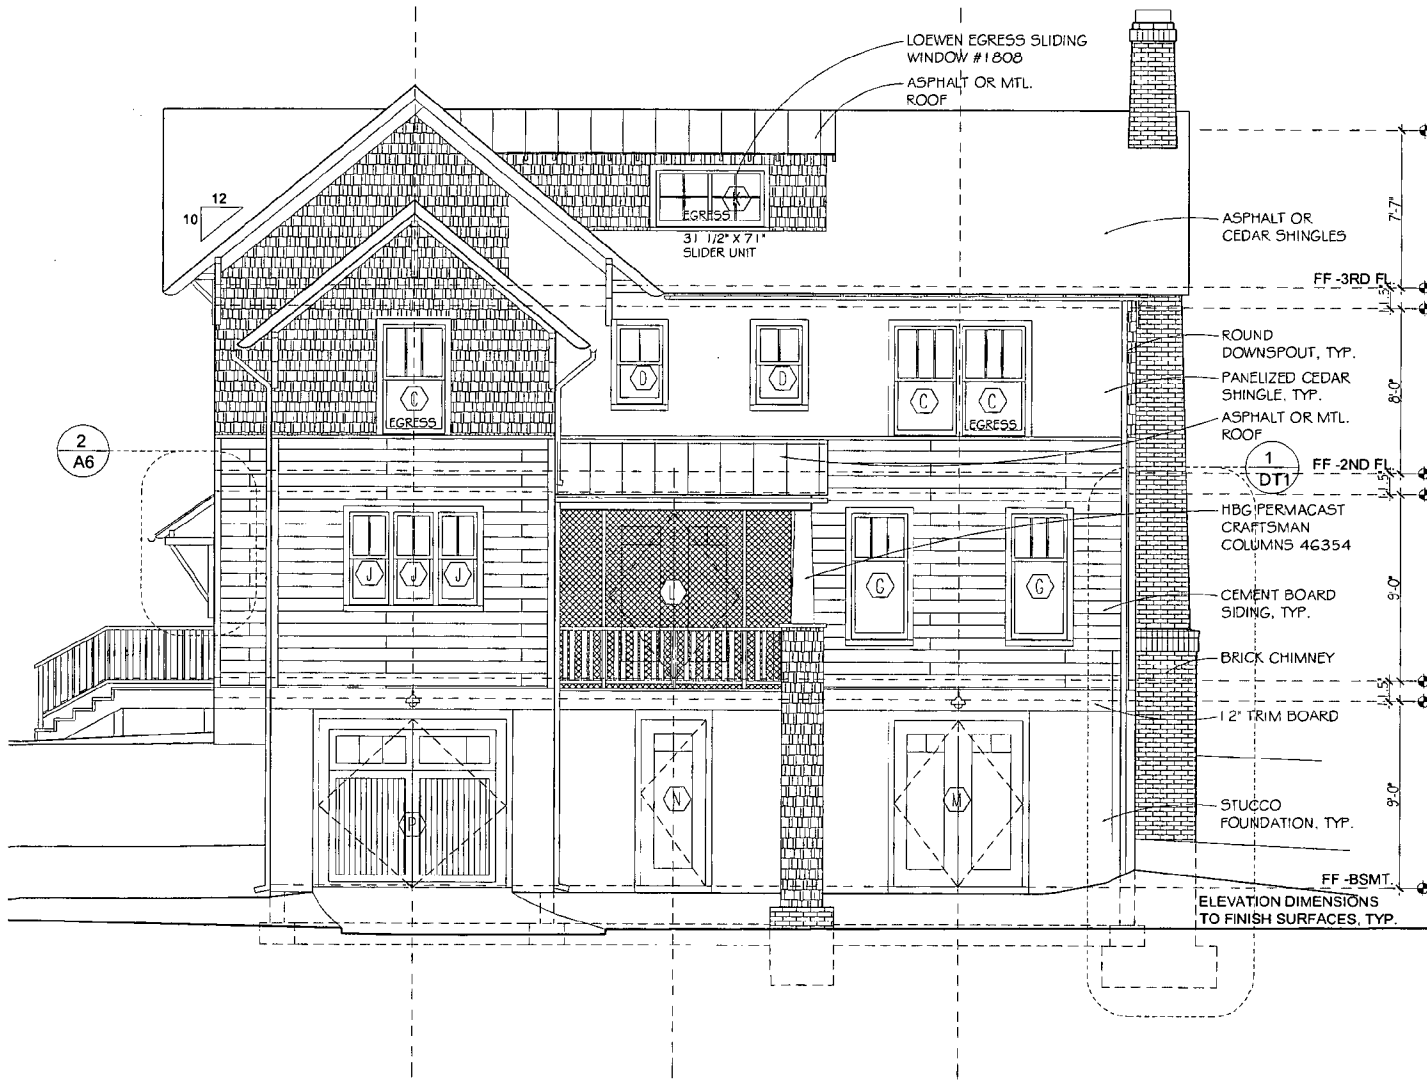 LOEWEN EGRESS SLIDING
WINDOW #1808
ASPHALT OR MTL.
ROOF
12
10
K
EGRESS
31 1/2" X 71"
SLIDER UNIT
7'-7"
ASPHALT OR
CEDAR SHINGLES
FF -3RD FL
1.5'
ROUND
DOWNSPOUT, TYP.
PANELIZED CEDAR
SHINGLE, TYP.
8'-0"
ASPHALT OR MTL.
ROOF
C
EGRESS
D
D
C
C
EGRESS
2
A6
1
DT1
FF -2ND FL
1.5'
HBG PERMACAST
CRAFTSMAN
COLUMNS 46354
J
J
J
L
G
G
9'-0"
CEMENT BOARD
SIDING, TYP.
BRICK CHIMNEY
1.5'
12" TRIM BOARD
P
N
M
9'-0"
STUCCO
FOUNDATION, TYP.
FF -BSMT.
ELEVATION DIMENSIONS
TO FINISH SURFACES, TYP.